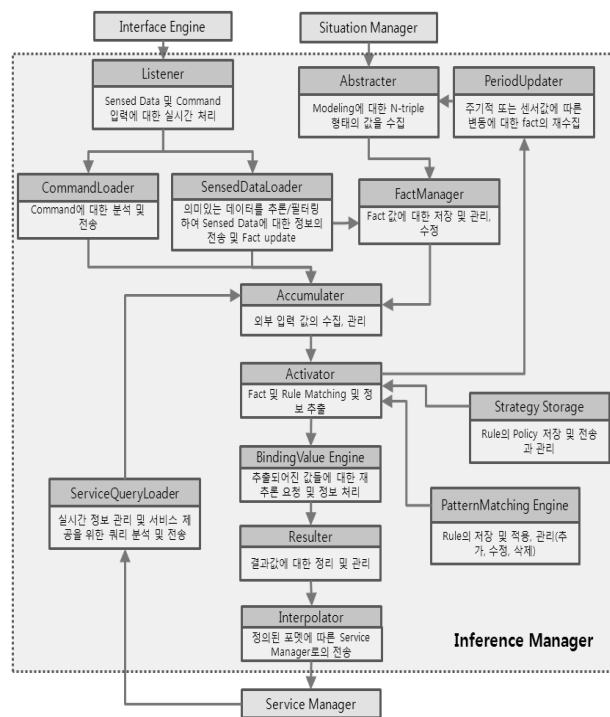 Interface Engine
Situation Manager
Listener
Sensed Data 및 Command
입력에 대한 실시간 처리
Abstracter
Modeling에 대한 N-triple
형태의 값을 수집
PeriodUpdater
주기적 또는 센서값에 따른
변동에 대한 fact의 재수집
CommandLoader
Command에 대한 분석 및
전송
SensedDataLoader
의미있는 데이터를 추론/필터링
하여 Sensed Data에 대한 정보의
전송 및 Fact update
FactManager
Fact 값에 대한 저장 및 관리,
수정
Accumulater
외부 입력 값의 수집, 관리
Activator
Fact 및 Rule Matching 및 정
보 추출
Strategy Storage
Rule의 Policy 저장 및 전송
과 관리
BindingValue Engine
추출되어진 값들에 대한 재
추론 요청 및 정보 처리
ServiceQueryLoader
실시간 정보 관리 및 서비스 제
공을 위한 쿼리 분석 및 전송
PatternMatching Engine
Rule의 저장 및 적용, 관리(추
가, 수정, 삭제)
Resulter
결과값에 대한 정리 및 관리
Interpolator
정의된 포멧에 따른 Service
Manager로의 전송
Inference Manager
Service Manager